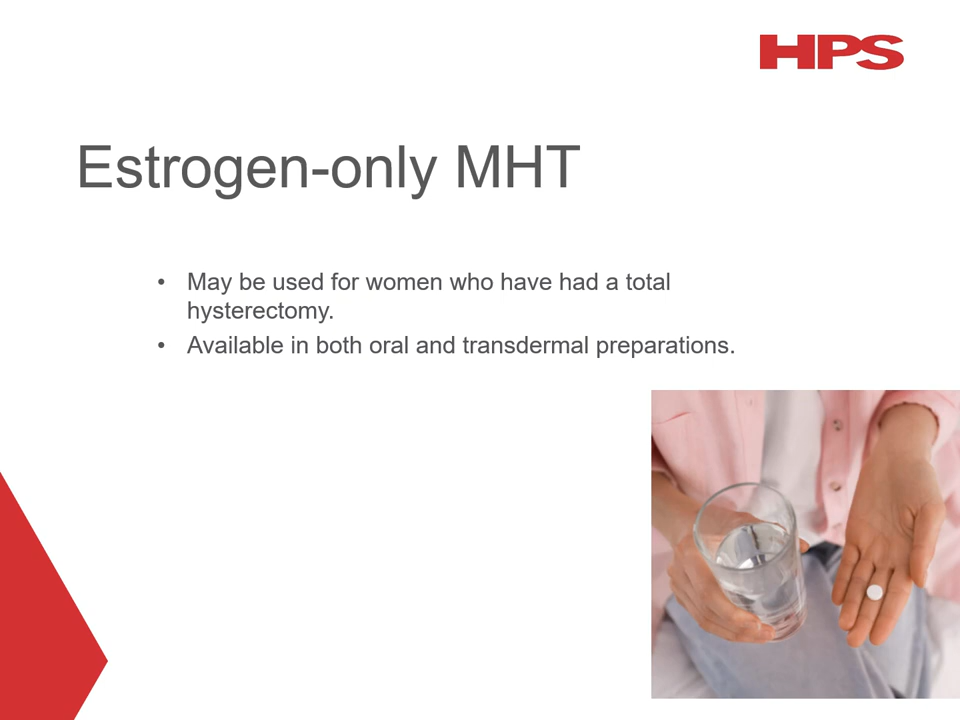 HPS
Estrogen-only MHT
• May be used for women who have had a total
hysterectomy.
• Available in both oral and transdermal preparations.